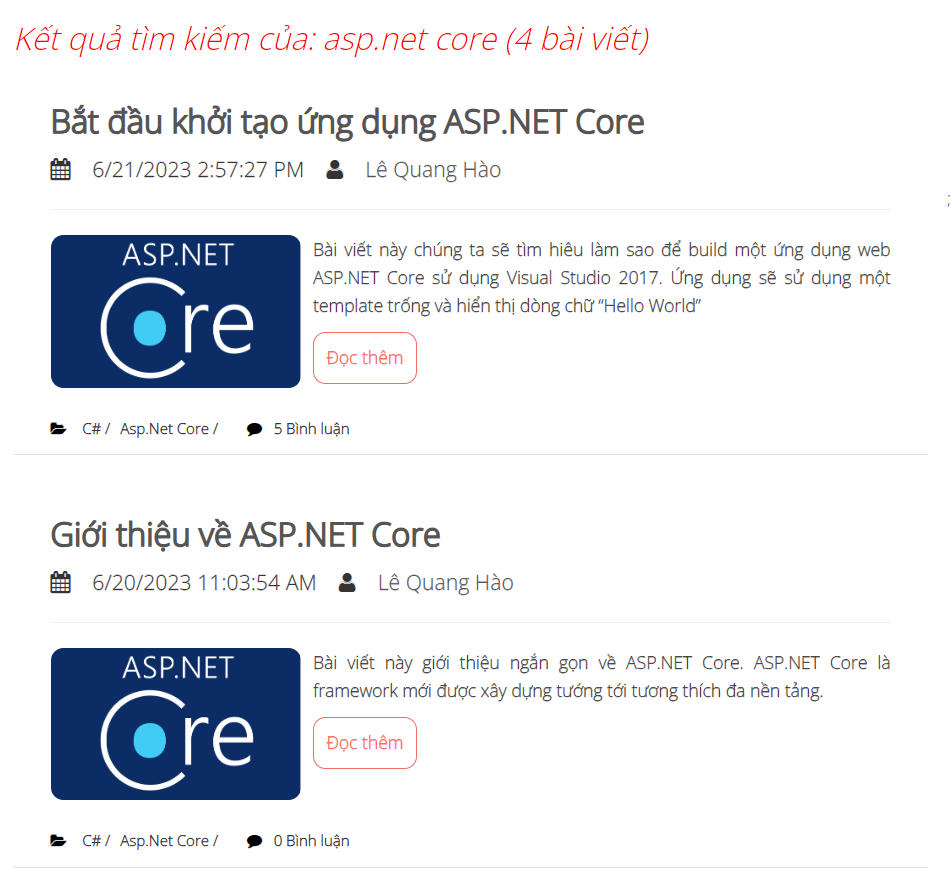 Kết quả tìm kiếm của: asp.net core (4 bài viết)
Bắt đầu khởi tạo ứng dụng ASP.NET Core
6/21/2023 2:57:27 PM Lê Quang Hào
;
ASP.NET
Core
Bài viết này chúng ta sẽ tìm hiêu làm sao để build một ứng dụng web
ASP.NET Core sử dụng Visual Studio 2017. Ứng dụng sẽ sử dụng một
template trống và hiển thị dòng chữ “Hello World”
Đọc thêm
C# / Asp.Net Core / 5 Bình luận
Giới thiệu về ASP.NET Core
6/20/2023 11:03:54 AM Lê Quang Hào
ASP.NET
Core
Bài viết này giới thiệu ngắn gọn về ASP.NET Core. ASP.NET Core là
framework mới được xây dựng tướng tới tương thích đa nền tảng.
Đọc thêm
C# / Asp.Net Core / 0 Bình luận